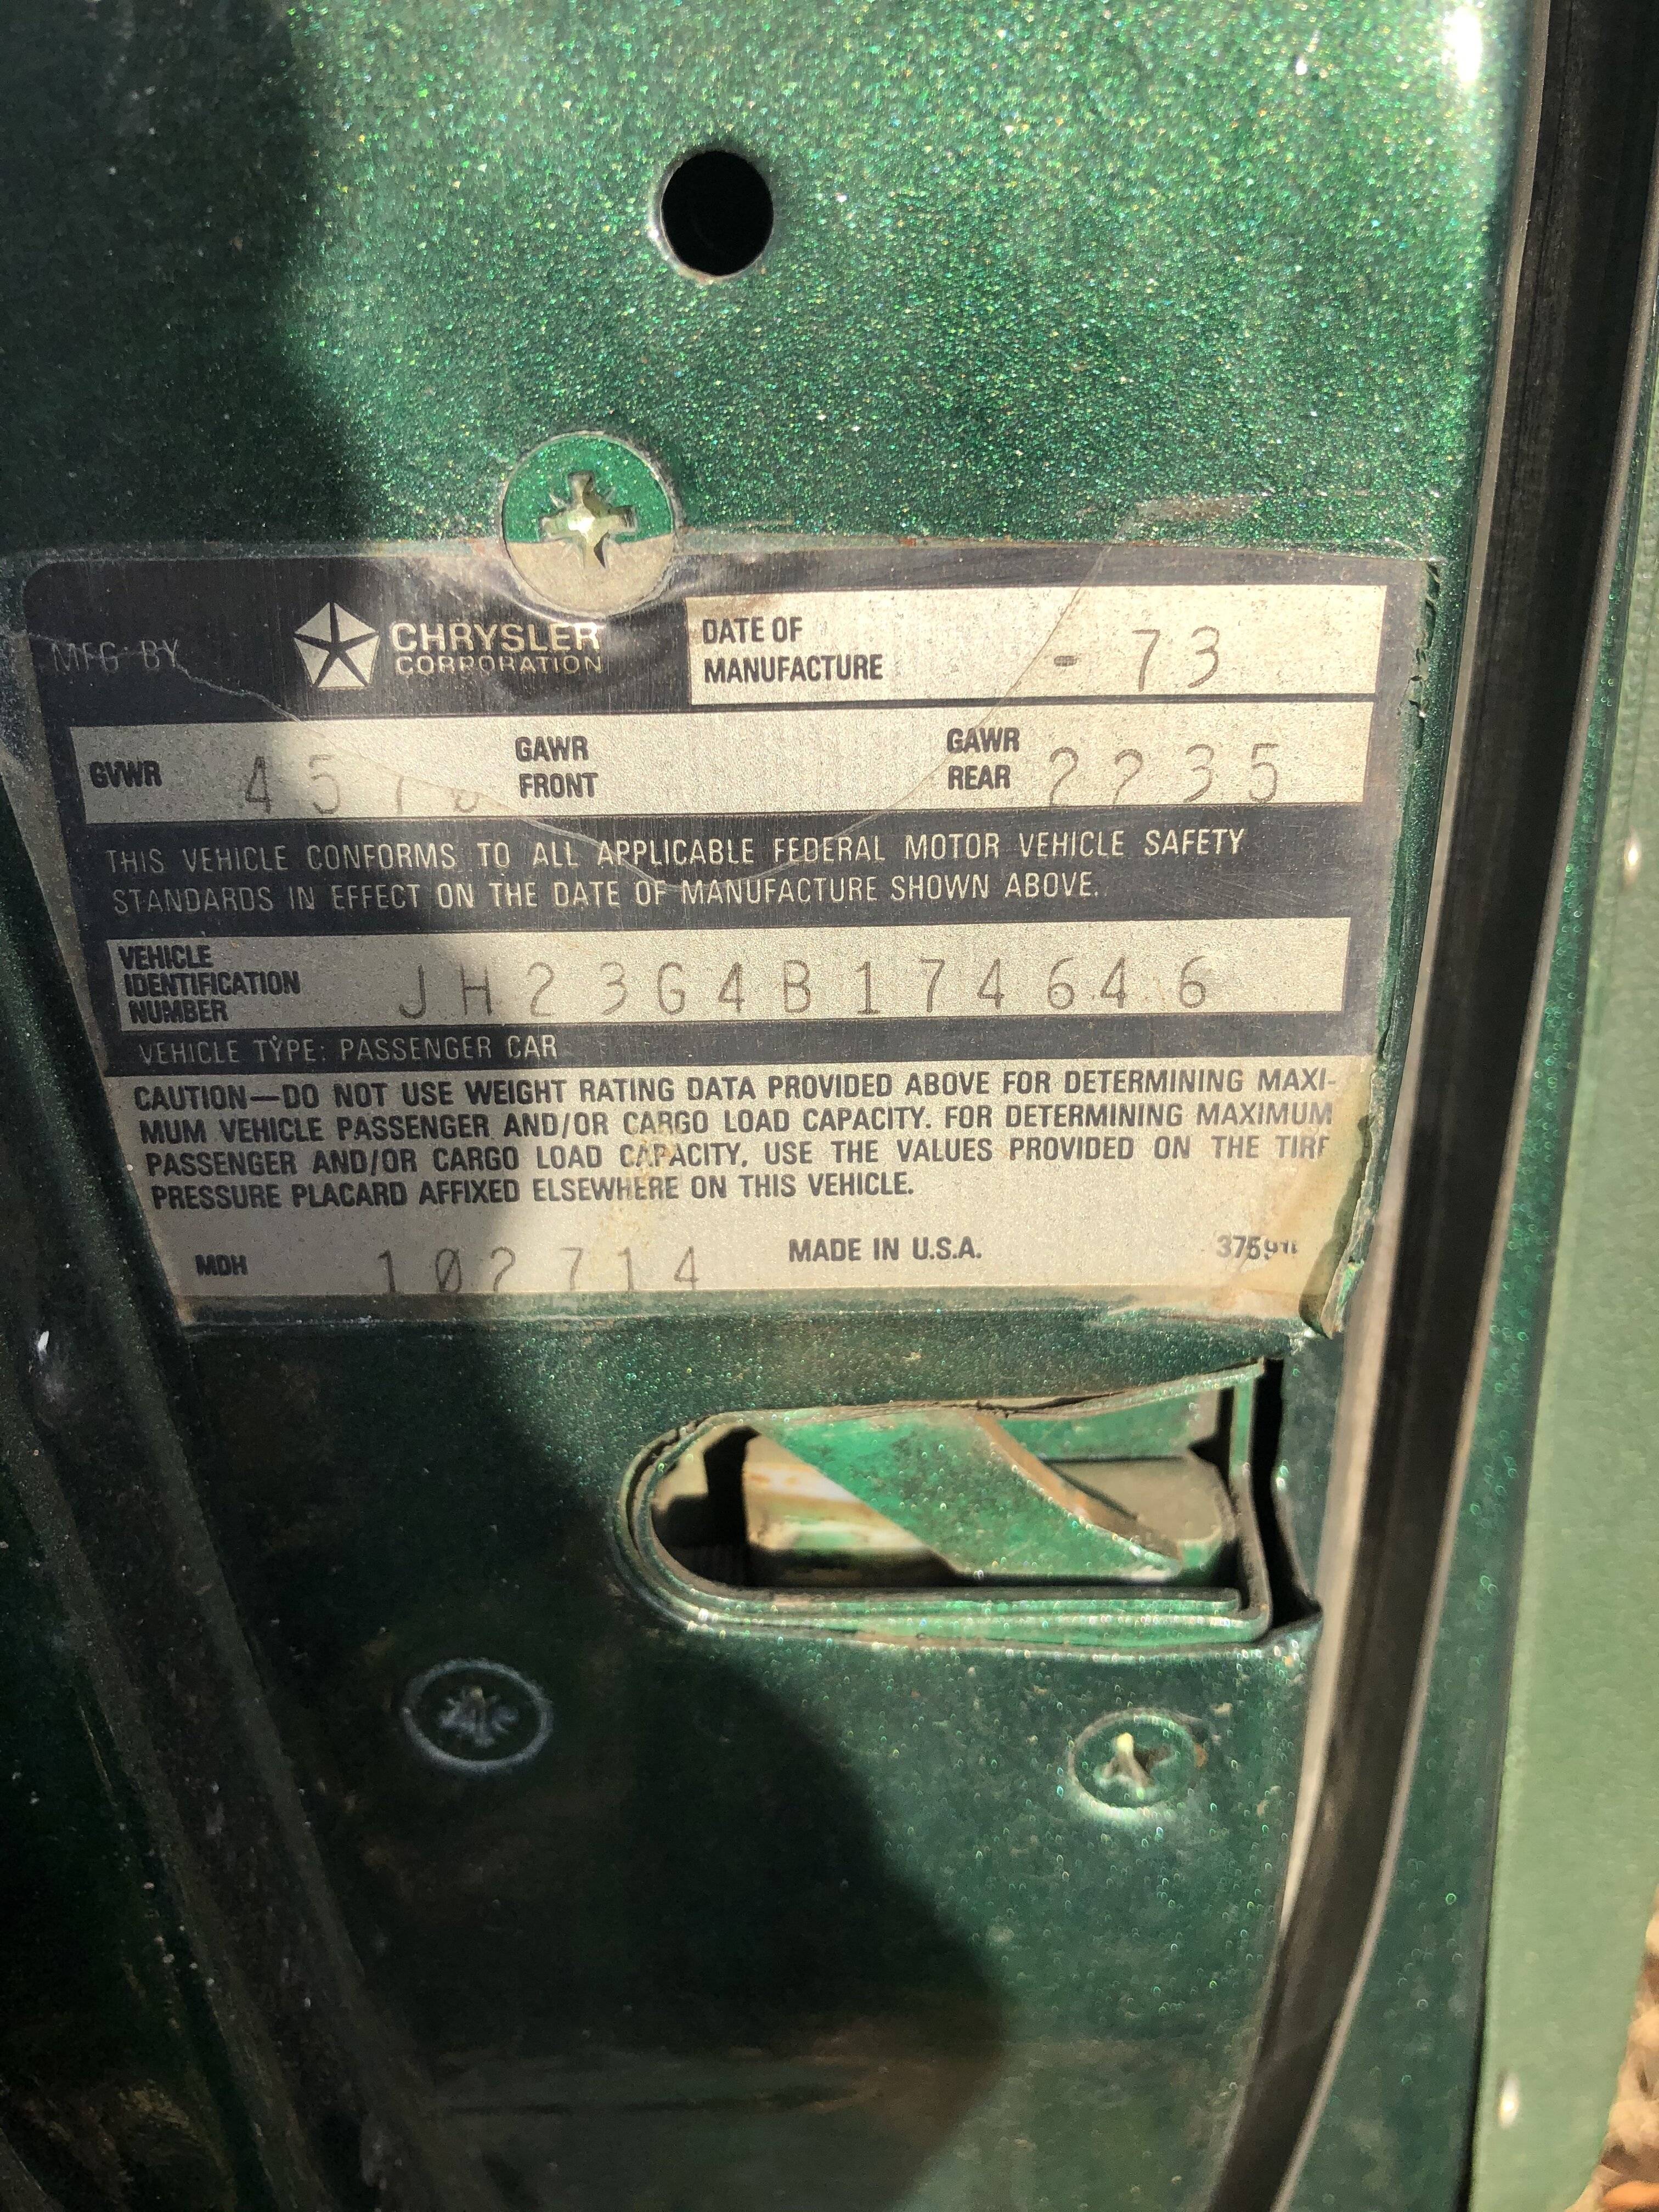 MFG BY CHRYSLER CORPORATION
DATE OF MANUFACTURE - 73
GVWR 45 GAWR FRONT GAWR REAR 2235
THIS VEHICLE CONFORMS TO ALL APPLICABLE FEDERAL MOTOR VEHICLE SAFETY
STANDARDS IN EFFECT ON THE DATE OF MANUFACTURE SHOWN ABOVE.
VEHICLE IDENTIFICATION NUMBER JH23G4B174646
VEHICLE TYPE: PASSENGER CAR
CAUTION—DO NOT USE WEIGHT RATING DATA PROVIDED ABOVE FOR DETERMINING MAXI-
MUM VEHICLE PASSENGER AND/OR CARGO LOAD CAPACITY. FOR DETERMINING MAXIMUM
PASSENGER AND/OR CARGO LOAD CAPACITY, USE THE VALUES PROVIDED ON THE TIRE
PRESSURE PLACARD AFFIXED ELSEWHERE ON THIS VEHICLE.
MDH 102714 MADE IN U.S.A.